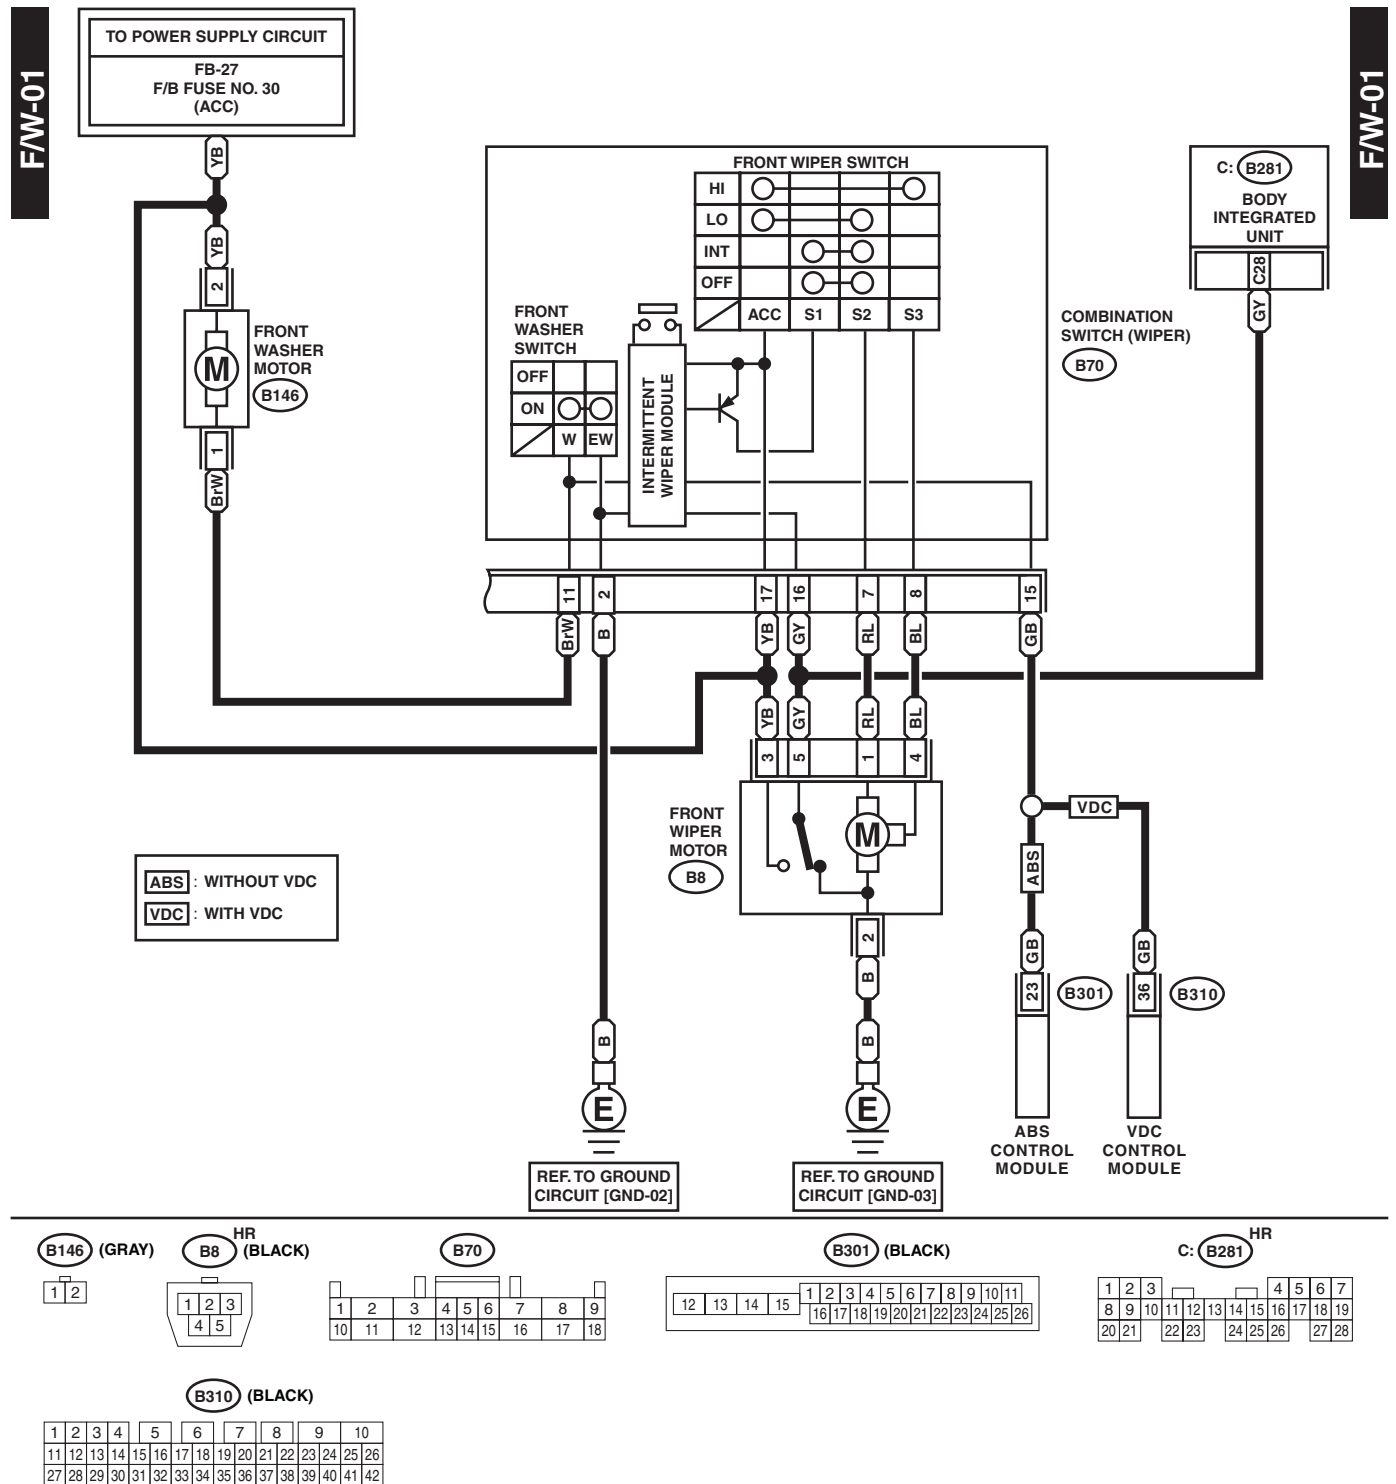 F/W-01
F/W-01
TO POWER SUPPLY CIRCUIT
FB-27
F/B FUSE NO. 30
(ACC)
YB
YB
2
M
FRONT
WASHER
MOTOR
B146
1
BrW
FRONT WIPER SWITCH
HI
LO
INT
OFF
ACC S1 S2 S3
FRONT
WASHER
SWITCH
OFF
ON
W EW
INTERMITTENT
WIPER MODULE
COMBINATION
SWITCH (WIPER)
B70
C: B281
BODY
INTEGRATED
UNIT
C28
GY
11 2 17 16 7 8 15
BrW B YB GY RL BL GB
YB GY RL BL
3 5 1 4
FRONT
WIPER
MOTOR
B8
M
2
B
B
B
E
E
REF. TO GROUND
CIRCUIT [GND-02]
REF. TO GROUND
CIRCUIT [GND-03]
VDC
ABS
GB GB
23 B301 36 B310
ABS
CONTROL
MODULE
VDC
CONTROL
MODULE
ABS : WITHOUT VDC
VDC : WITH VDC
B146 (GRAY)
1 2
B8 HR (BLACK)
1 2 3
4 5
B70
1 2 3 4 5 6 7 8 9
10 11 12 13 14 15 16 17 18
B301 (BLACK)
12 13 14 15 1 2 3 4 5 6 7 8 9 10 11
16 17 18 19 20 21 22 23 24 25 26
C: B281 HR
1 2 3 4 5 6 7
8 9 10 11 12 13 14 15 16 17 18 19
20 21 22 23 24 25 26 27 28
B310 (BLACK)
1 2 3 4 5 6 7 8 9 10
11 12 13 14 15 16 17 18 19 20 21 22 23 24 25 26
27 28 29 30 31 32 33 34 35 36 37 38 39 40 41 42